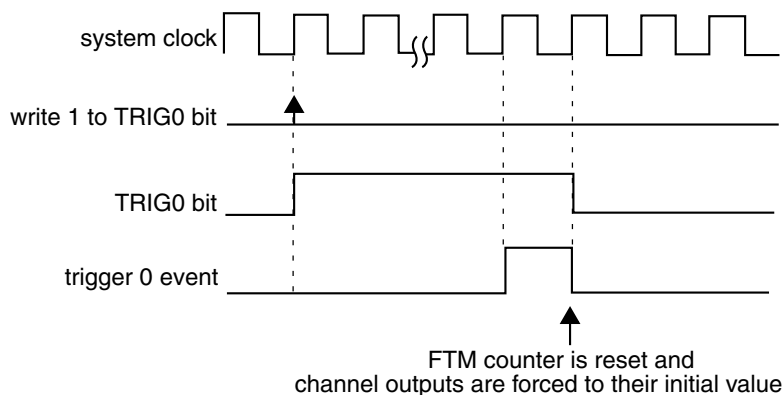 system clock
write 1 to TRIG0 bit
TRIG0 bit
trigger 0 event
FTM counter is reset and
channel outputs are forced to their initial value